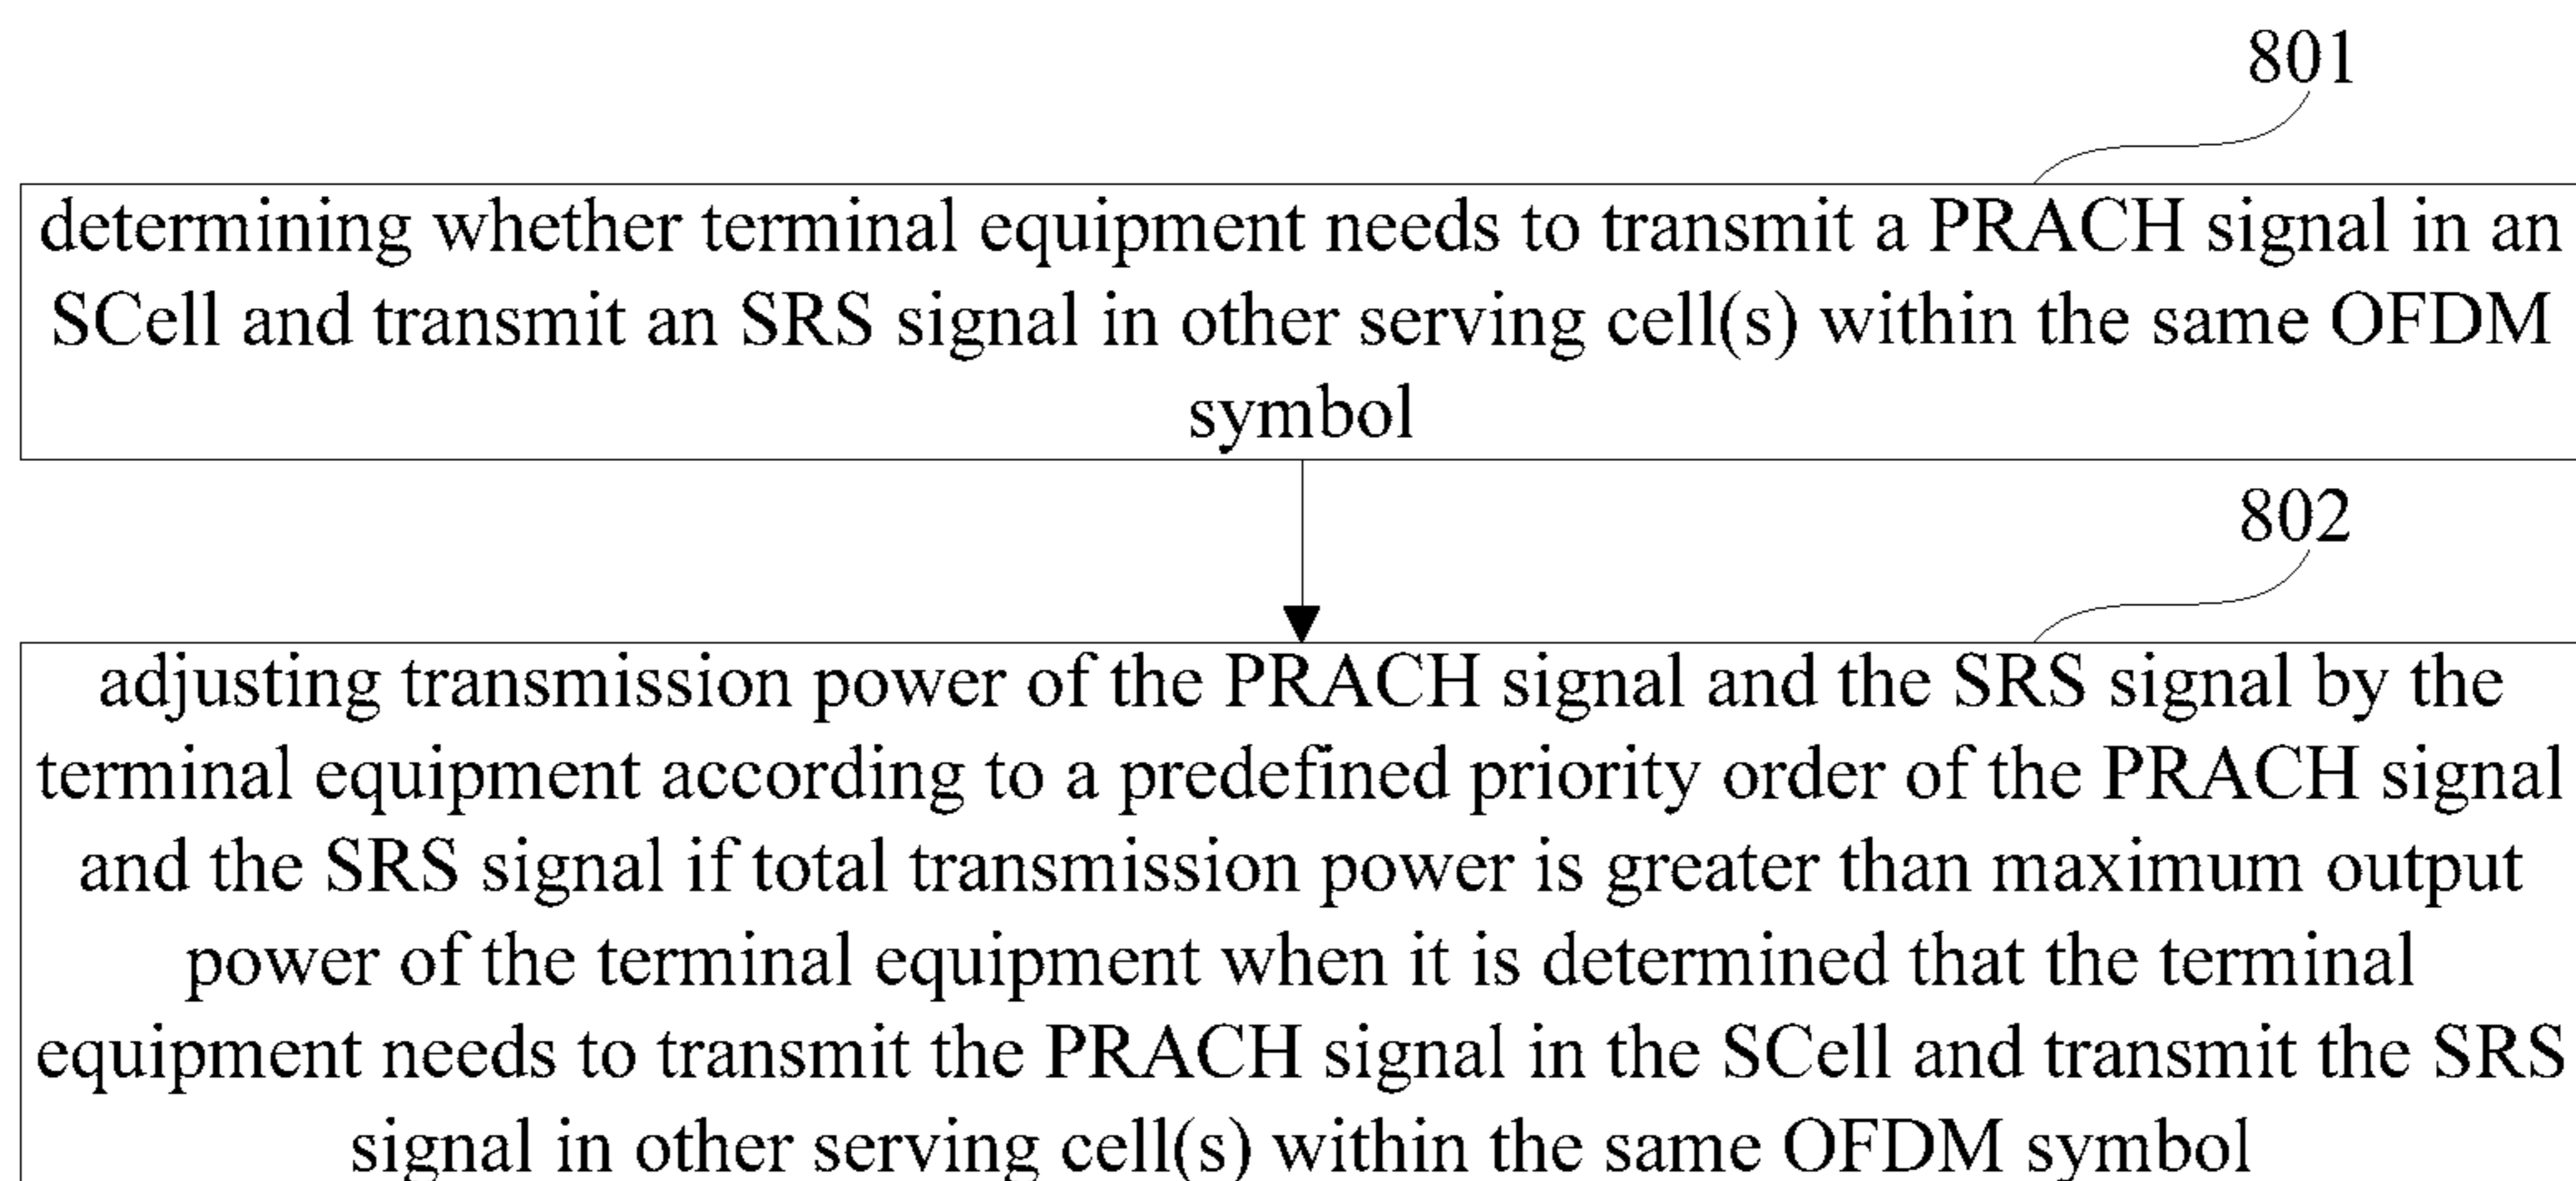 801
determining whether terminal equipment needs to transmit a PRACH signal in an
SCell and transmit an SRS signal in other serving cell(s) within the same OFDM
symbol
802
adjusting transmission power of the PRACH signal and the SRS signal by the
terminal equipment according to a predefined priority order of the PRACH signal
and the SRS signal if total transmission power is greater than maximum output
power of the terminal equipment when it is determined that the terminal
equipment needs to transmit the PRACH signal in the SCell and transmit the SRS
signal in other serving cell(s) within the same OFDM symbol